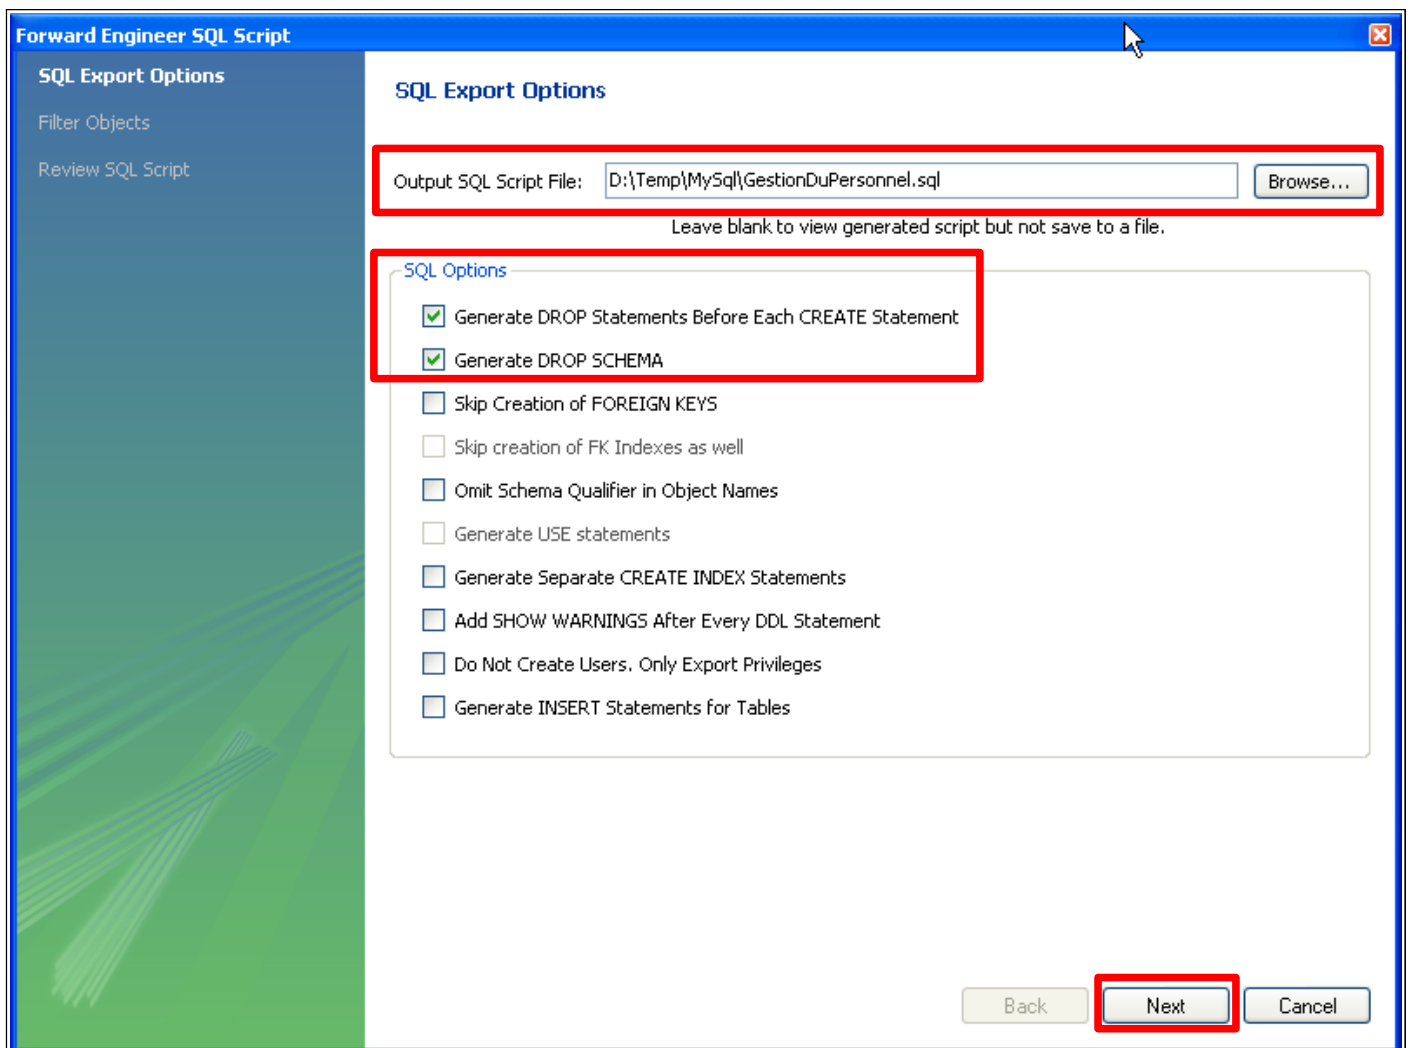 Forward Engineer SQL Script
SQL Export Options
Filter Objects
Review SQL Script
SQL Export Options
Output SQL Script File: D:\Temp\MySql\GestionDuPersonnel.sql Browse...
Leave blank to view generated script but not save to a file.
SQL Options
Generate DROP Statements Before Each CREATE Statement
Generate DROP SCHEMA
Skip Creation of FOREIGN KEYS
Skip creation of FK Indexes as well
Omit Schema Qualifier in Object Names
Generate USE statements
Generate Separate CREATE INDEX Statements
Add SHOW WARNINGS After Every DDL Statement
Do Not Create Users. Only Export Privileges
Generate INSERT Statements for Tables
Back Next Cancel